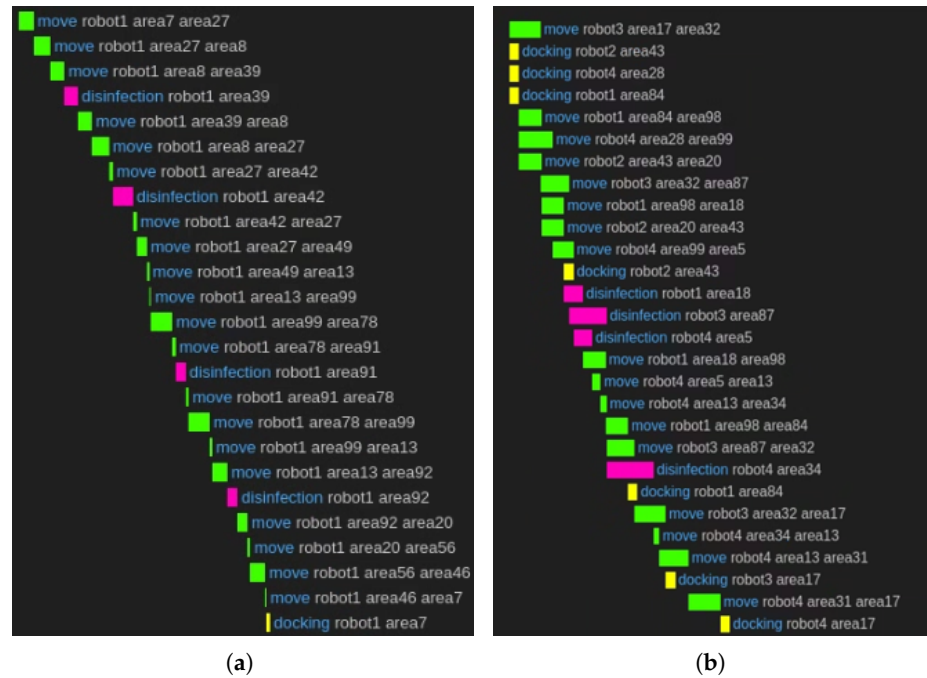 move robot1 area7 area27
move robot1 area27 area8
move robot1 area8 area39
disinfection robot1 area39
move robot1 area39 area8
move robot1 area8 area27
move robot1 area27 area42
disinfection robot1 area42
move robot1 area42 area27
move robot1 area27 area49
move robot1 area49 area13
move robot1 area13 area99
move robot1 area99 area78
move robot1 area78 area91
disinfection robot1 area91
move robot1 area91 area78
move robot1 area78 area99
move robot1 area99 area13
move robot1 area13 area92
disinfection robot1 area92
move robot1 area92 area20
move robot1 area20 area56
move robot1 area56 area46
move robot1 area46 area7
docking robot1 area7
(a)
move robot3 area17 area32
docking robot2 area43
docking robot4 area28
docking robot1 area84
move robot1 area84 area98
move robot4 area28 area99
move robot2 area43 area20
move robot3 area32 area87
move robot1 area98 area18
move robot2 area20 area43
move robot4 area99 area5
docking robot2 area43
disinfection robot1 area18
disinfection robot3 area87
disinfection robot4 area5
move robot1 area18 area98
move robot4 area5 area13
move robot4 area13 area34
move robot1 area98 area84
move robot3 area87 area32
disinfection robot4 area34
docking robot1 area84
move robot3 area32 area17
move robot4 area34 area13
move robot4 area13 area31
docking robot3 area17
move robot4 area31 area17
docking robot4 area17
(b)